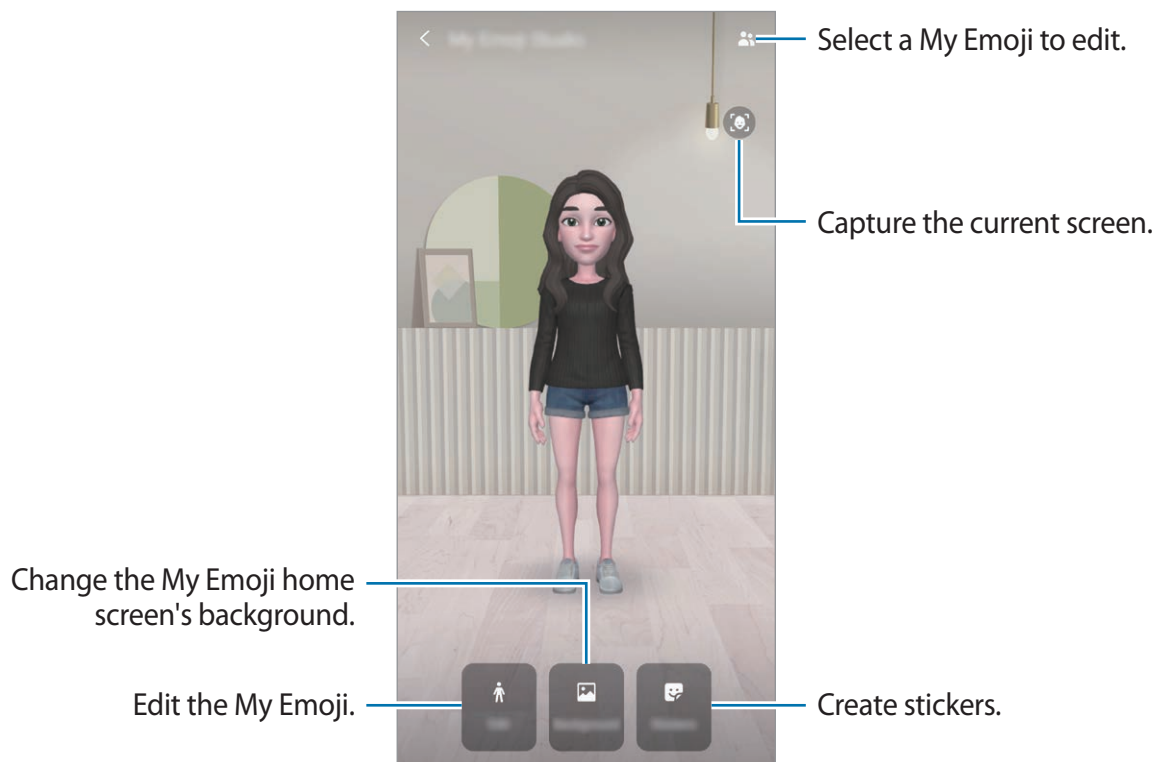 Select a My Emoji to edit.
Capture the current screen.
Change the My Emoji home
screen's background.
Edit the My Emoji.
Create stickers.